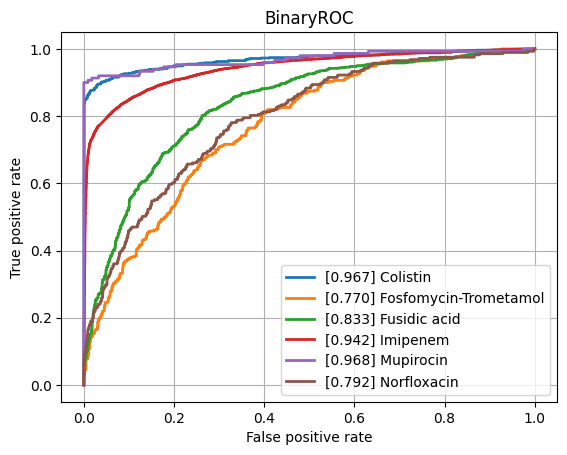 BinaryROC
True positive rate
1.0
0.8
0.6
0.4
0.2
0.0
[0.967] Colistin
[0.770] Fosfomycin-Trometamol
[0.833] Fusidic acid
[0.942] Imipenem
[0.968] Mupirocin
[0.792] Norfloxacin
0.0 0.2 0.4 0.6 0.8 1.0
False positive rate